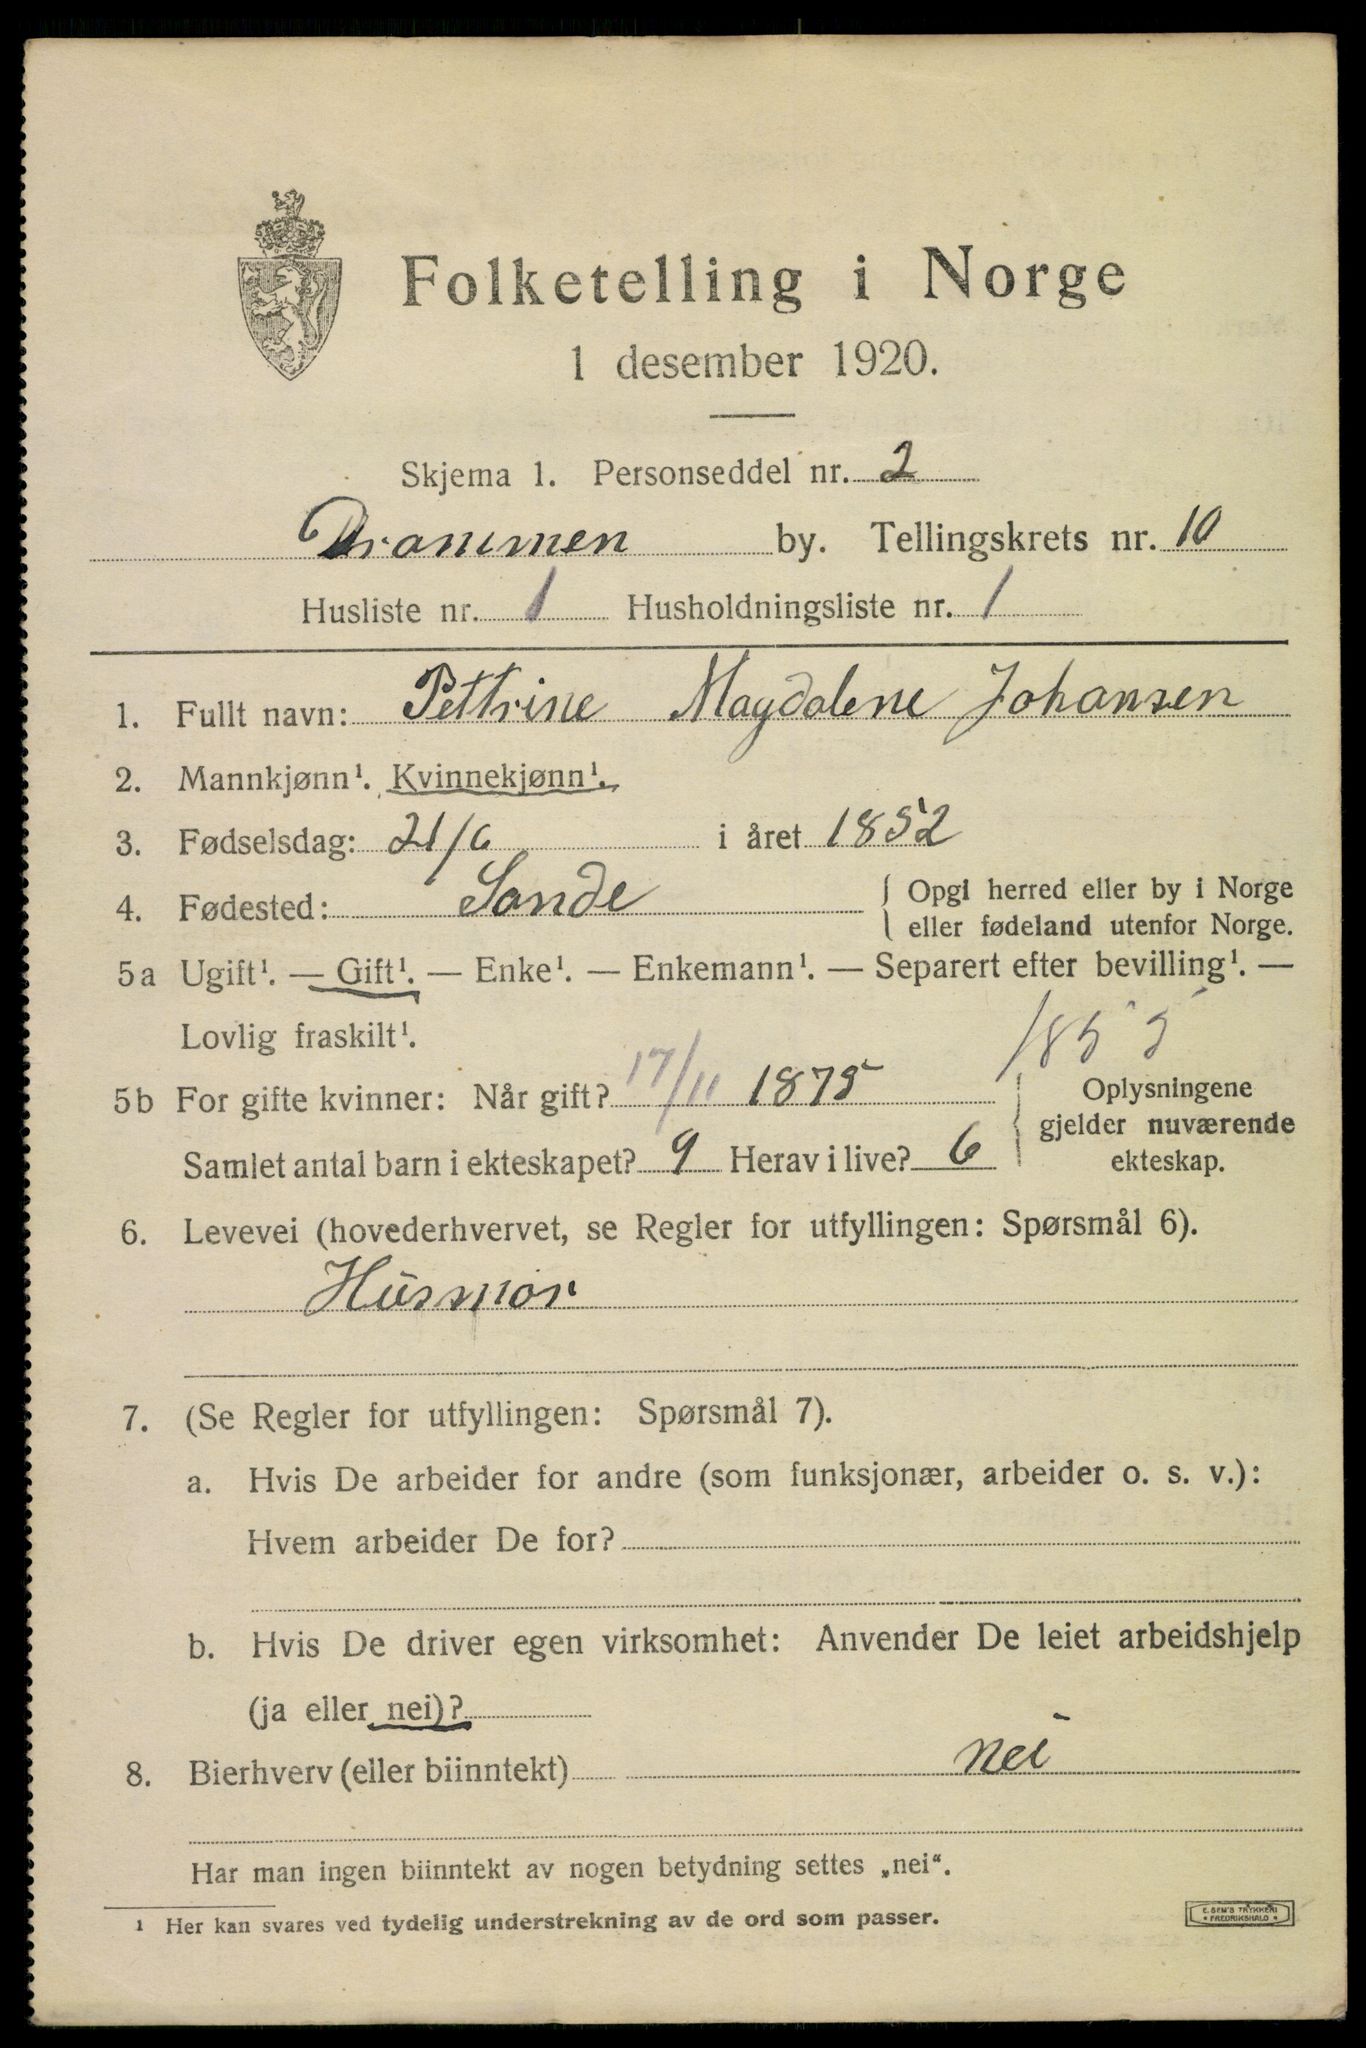 Folketelling i Norge
1 desember 1920.
Skjema 1. Personseddel nr. 2
Drammen by. Tellingskrets nr. 10
Husliste nr. 1 Husholdningsliste nr. 1
1. Fullt navn: Pettrine Magdalene Johansen
2. Mannkjønn¹. Kvinnekjønn¹.
3. Fødselsdag: 21/6 i året 1852
4. Fødested: Sande { Opgi herred eller by i Norge
eller fødeland utenfor Norge.
5a Ugift¹. — Gift¹. — Enke¹. — Enkemann¹. — Separert efter bevilling¹. —
Lovlig fraskilt¹.
1855
5b For gifte kvinner: Når gift? 17/11 1875 Oplysningene
gjelder nuværende
Samlet antal barn i ekteskapet? 9 Herav i live? 6 ekteskap.
6. Levevei (hovederhvervet, se Regler for utfyllingen: Spørsmål 6).
Husmor
7. (Se Regler for utfyllingen: Spørsmål 7).
a. Hvis De arbeider for andre (som funksjonær, arbeider o. s. v.):
Hvem arbeider De for?
b. Hvis De driver egen virksomhet: Anvender De leiet arbeidshjelp
(ja eller nei)?
8. Bierhverv (eller biinntekt) nei
Har man ingen biinntekt av nogen betydning settes „nei“.
¹ Her kan svares ved tydelig understrekning av de ord som passer.
E. SEM'S TRYKKERI
FREDRIKSHALD